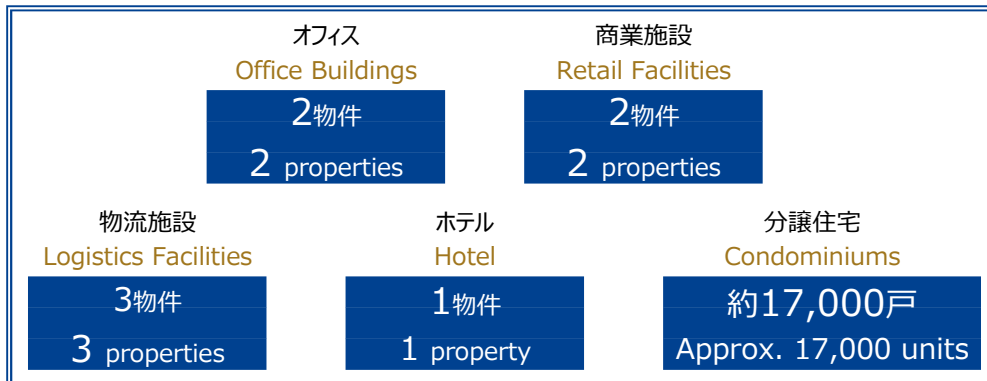 オフィス
Office Buildings
2物件
2 properties
商業施設
Retail Facilities
2物件
2 properties
物流施設
Logistics Facilities
3物件
3 properties
ホテル
Hotel
1物件
1 property
分譲住宅
Condominiums
約17,000戸
Approx. 17,000 units